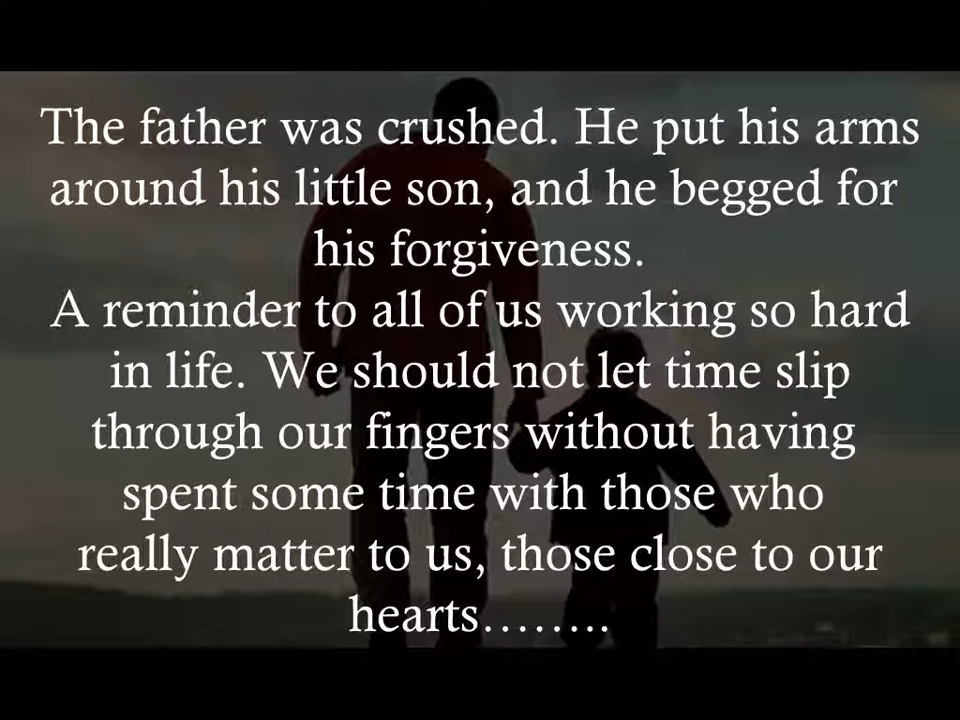 The father was crushed. He put his arms
around his little son, and he begged for
his forgiveness.
A reminder to all of us working so hard
in life. We should not let time slip
through our fingers without having
spent some time with those who
really matter to us, those close to our
hearts........